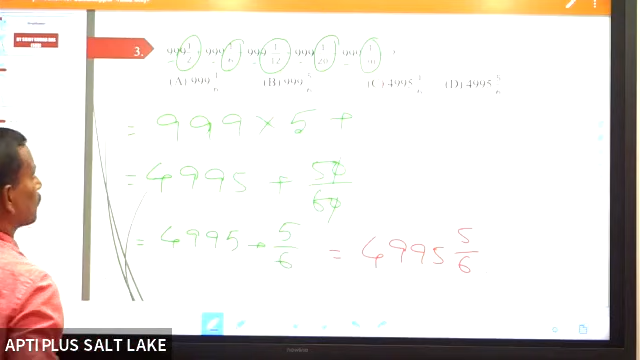 3. 999 1/2 + 999 1/6 + 999 1/12 + 999 1/20 + 999 1/30 ?
(A) 999 1/6 (B) 999 5/6 (C) 4995 1/6 (D) 4995 5/6
= 999 × 5 +
= 4995 + 50/60
= 4995 + 5/6 = 4995 5/6
APTI PLUS SALT LAKE